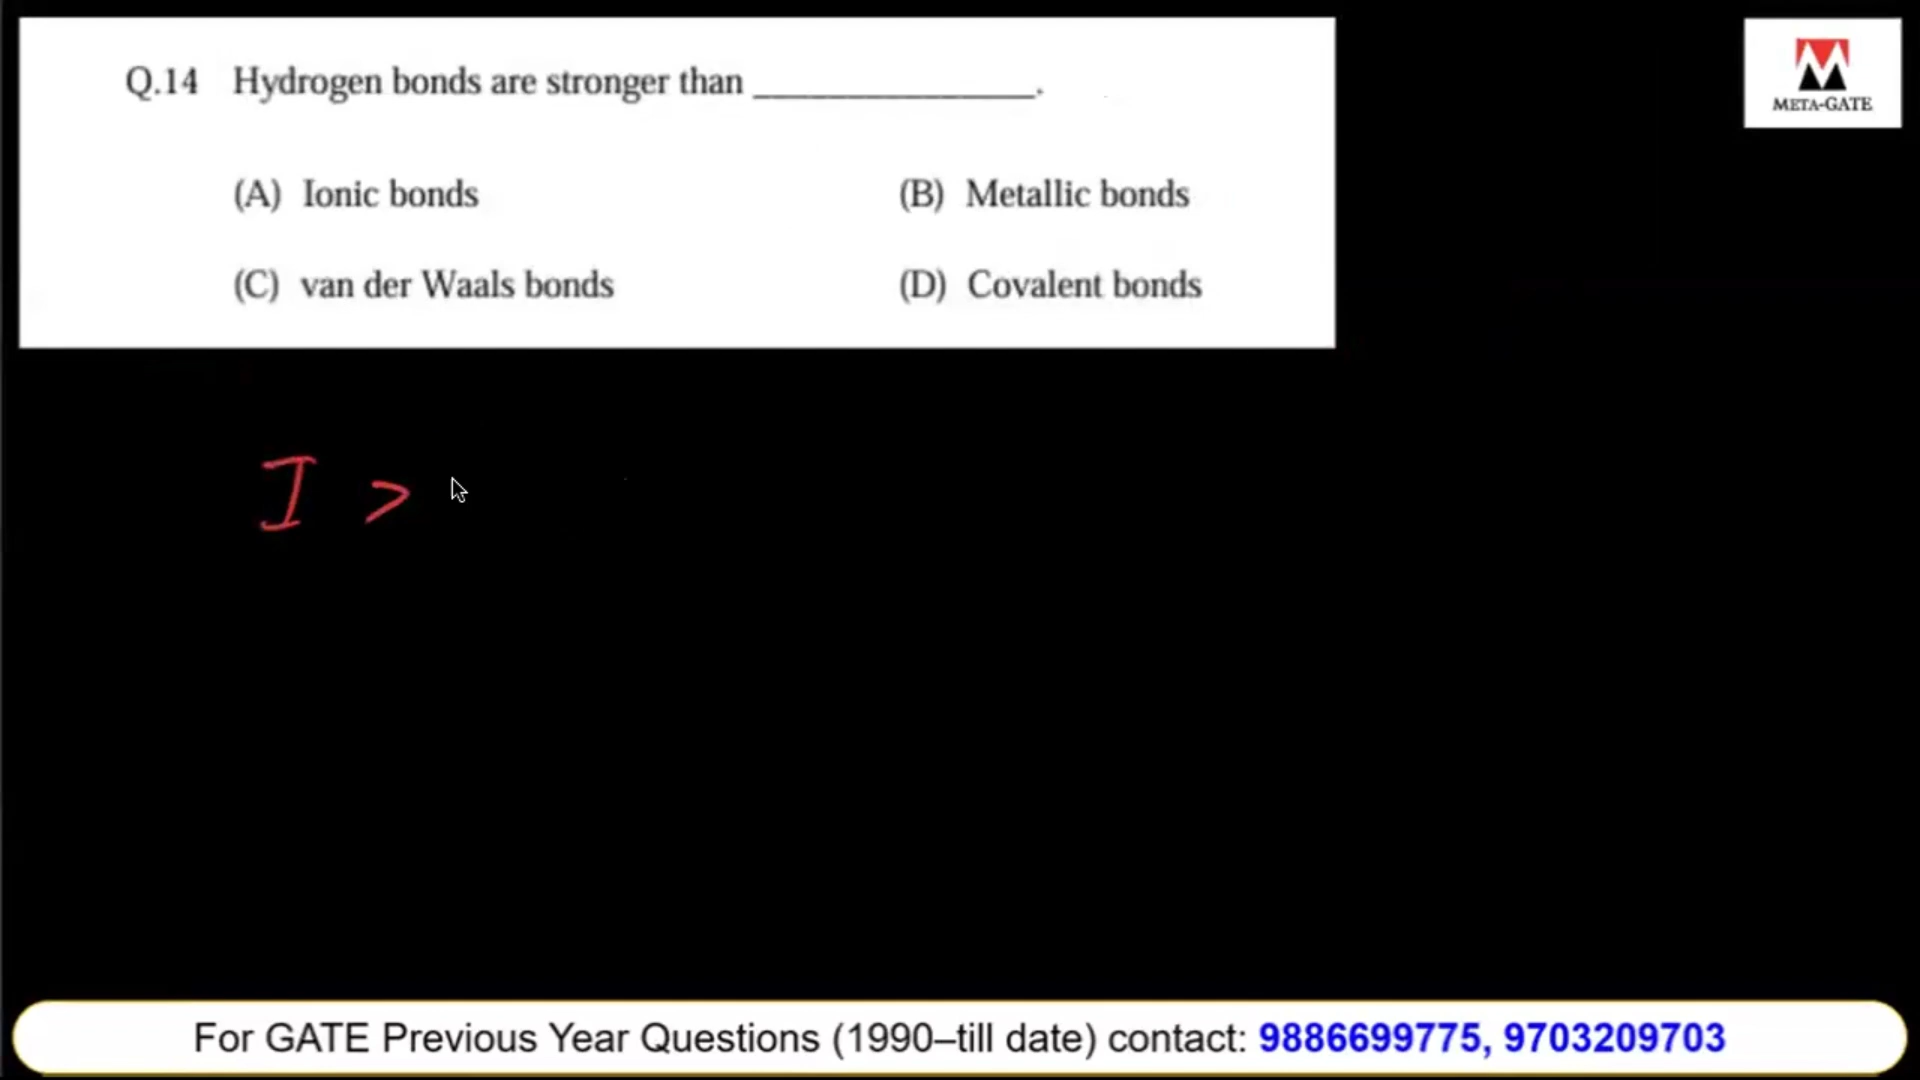 Q.14 Hydrogen bonds are stronger than ________________.
(A) Ionic bonds (B) Metallic bonds
(C) van der Waals bonds (D) Covalent bonds
META-GATE
I >
For GATE Previous Year Questions (1990–till date) contact: 9886699775, 9703209703